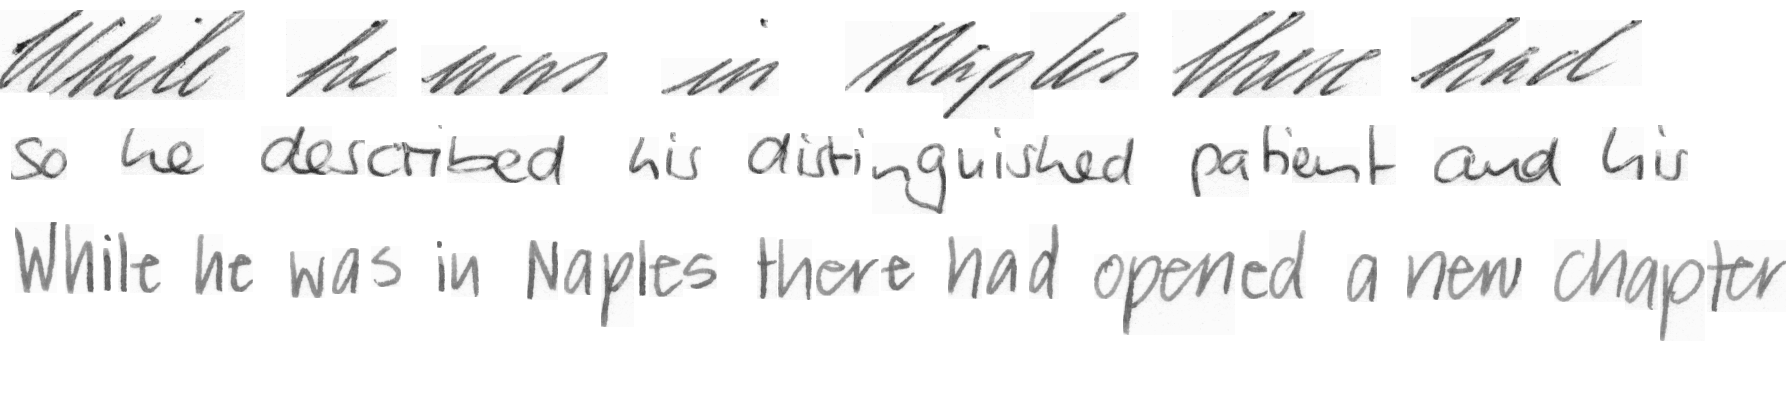 While he was in Naples there had
so he described his distinguished patient and his
While he was in Naples there had opened a new chapter